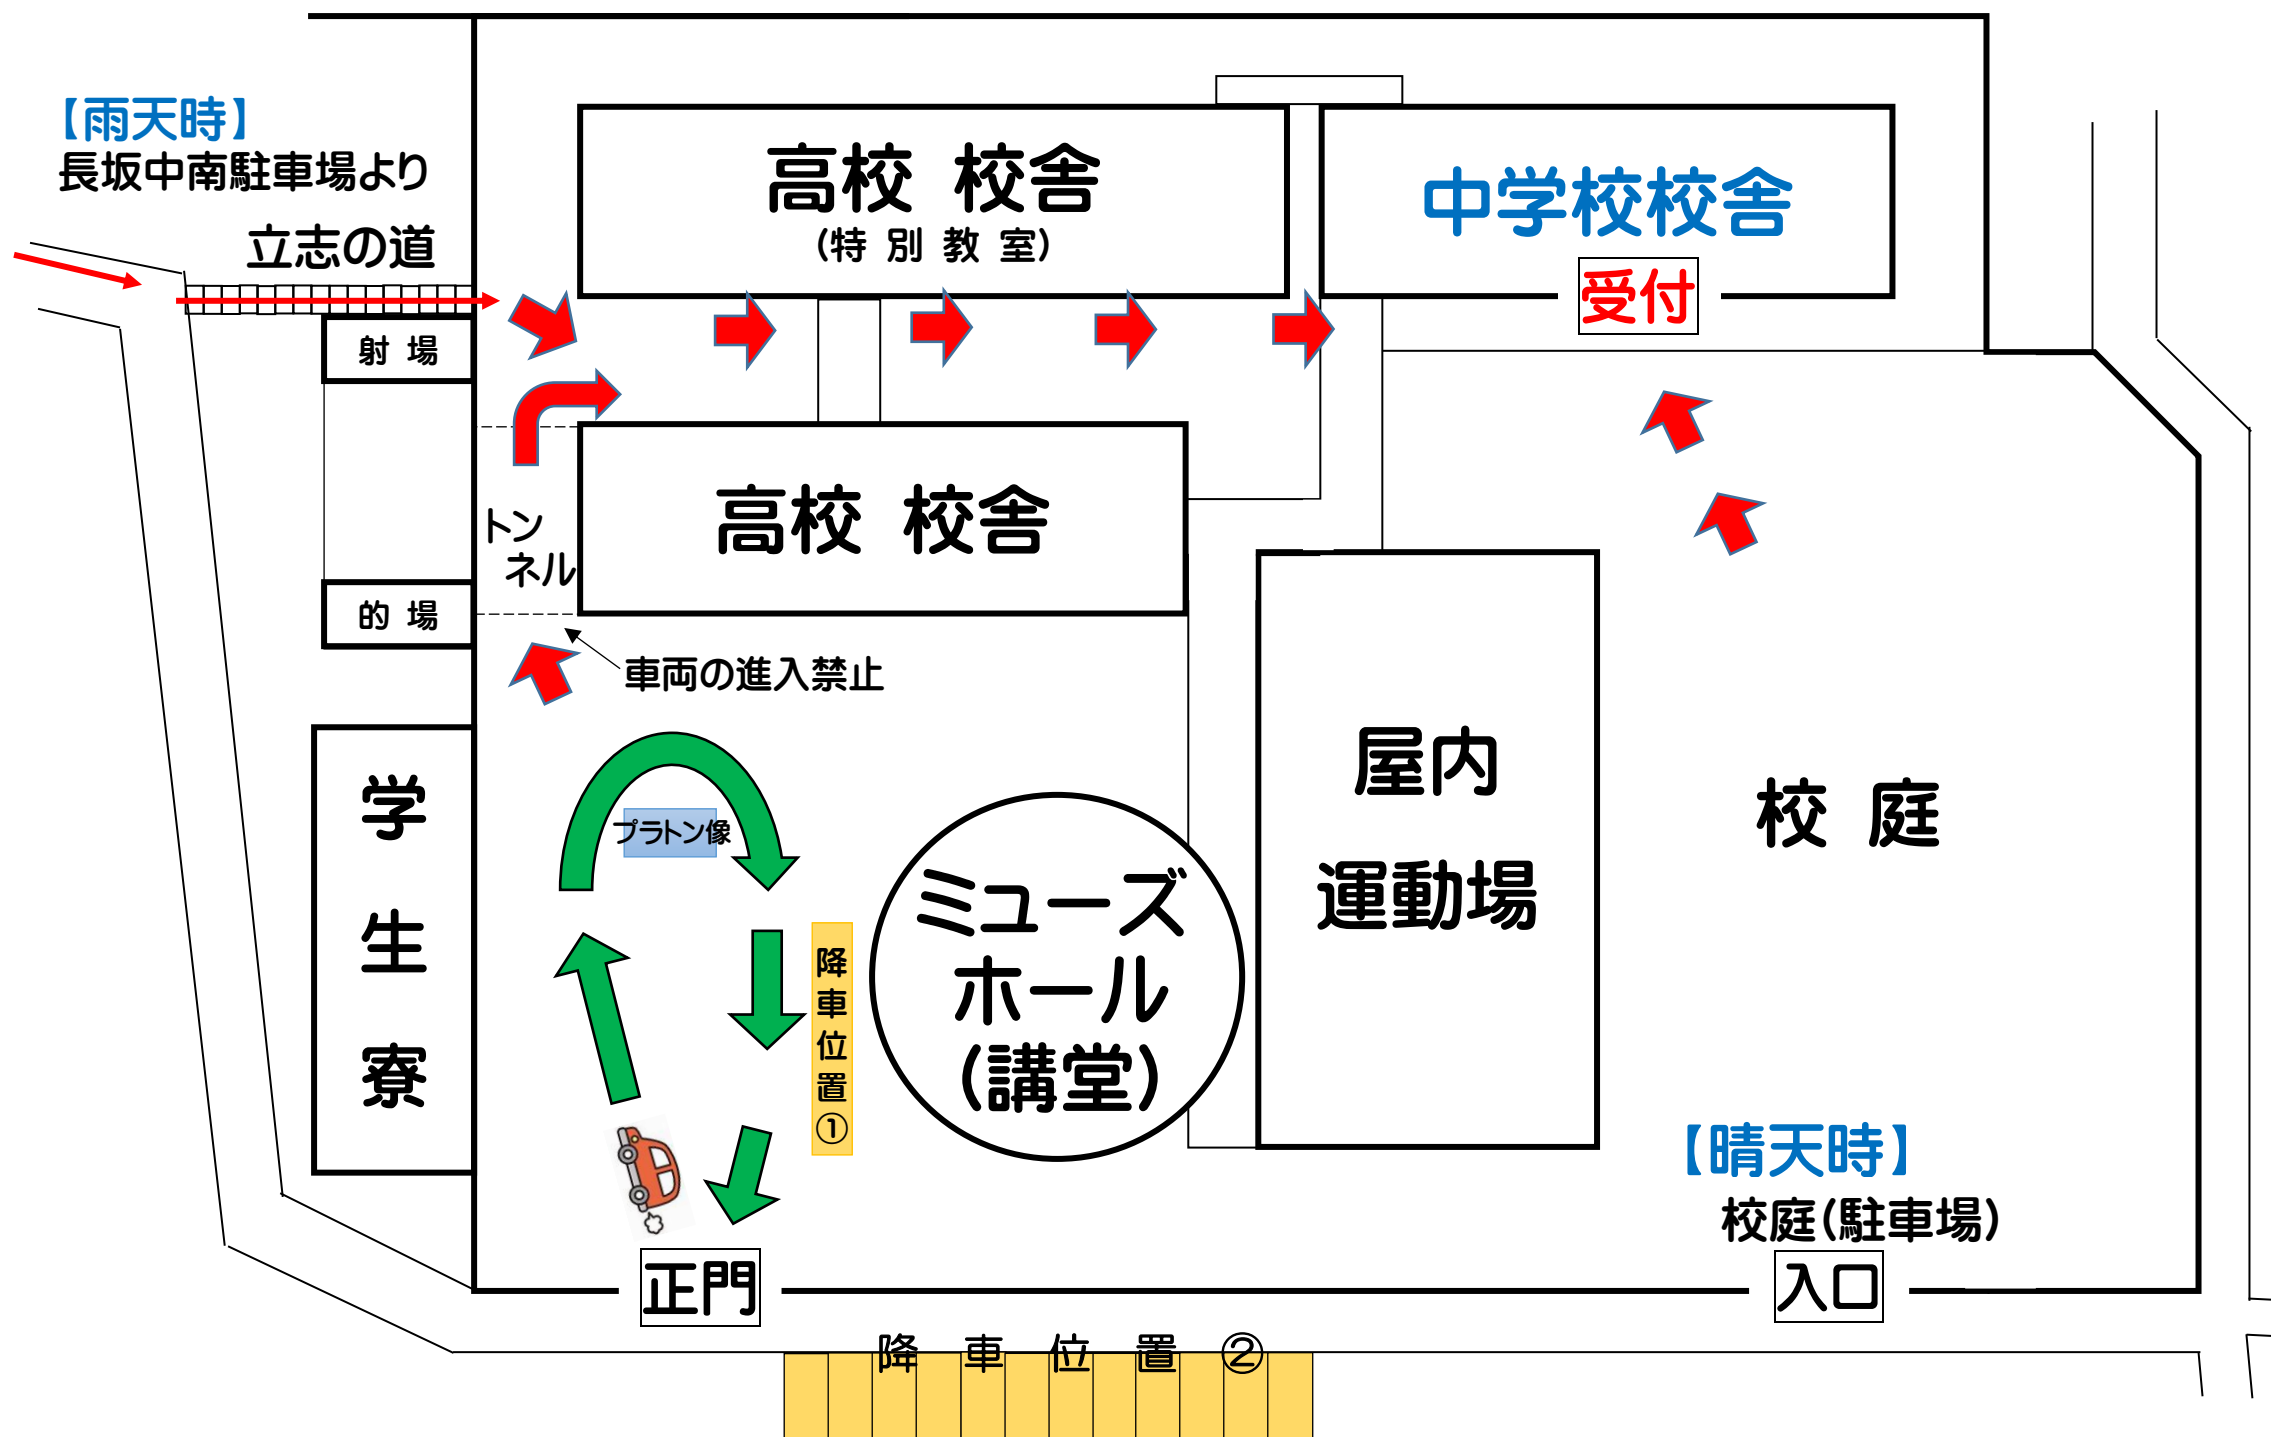 【雨天時】
長坂中南駐車場より
立志の道
高校 校舎
(特 別 教 室)
中学校校舎
受付
射 場
高校 校舎
トン
ネル
的 場
車両の進入禁止
学
生
寮
プラトン像
降
車
位
置
①
ミューズ
ホール
(講堂)
屋内
運動場
校 庭
【晴天時】
校庭(駐車場)
正門
入口
降 車 位 置 ②